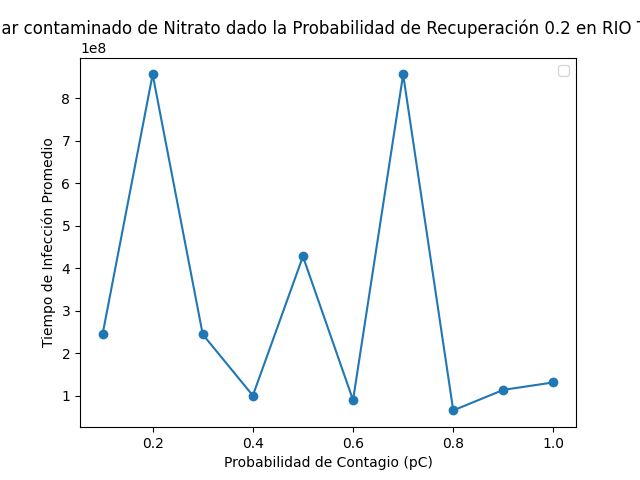 ar contaminado de Nitrato dado la Probabilidad de Recuperación 0.2 en RIO T
1e8
8
7
6
5
4
3
2
1
Tiempo de Infección Promedio
0.2 0.4 0.6 0.8 1.0
Probabilidad de Contagio (pC)